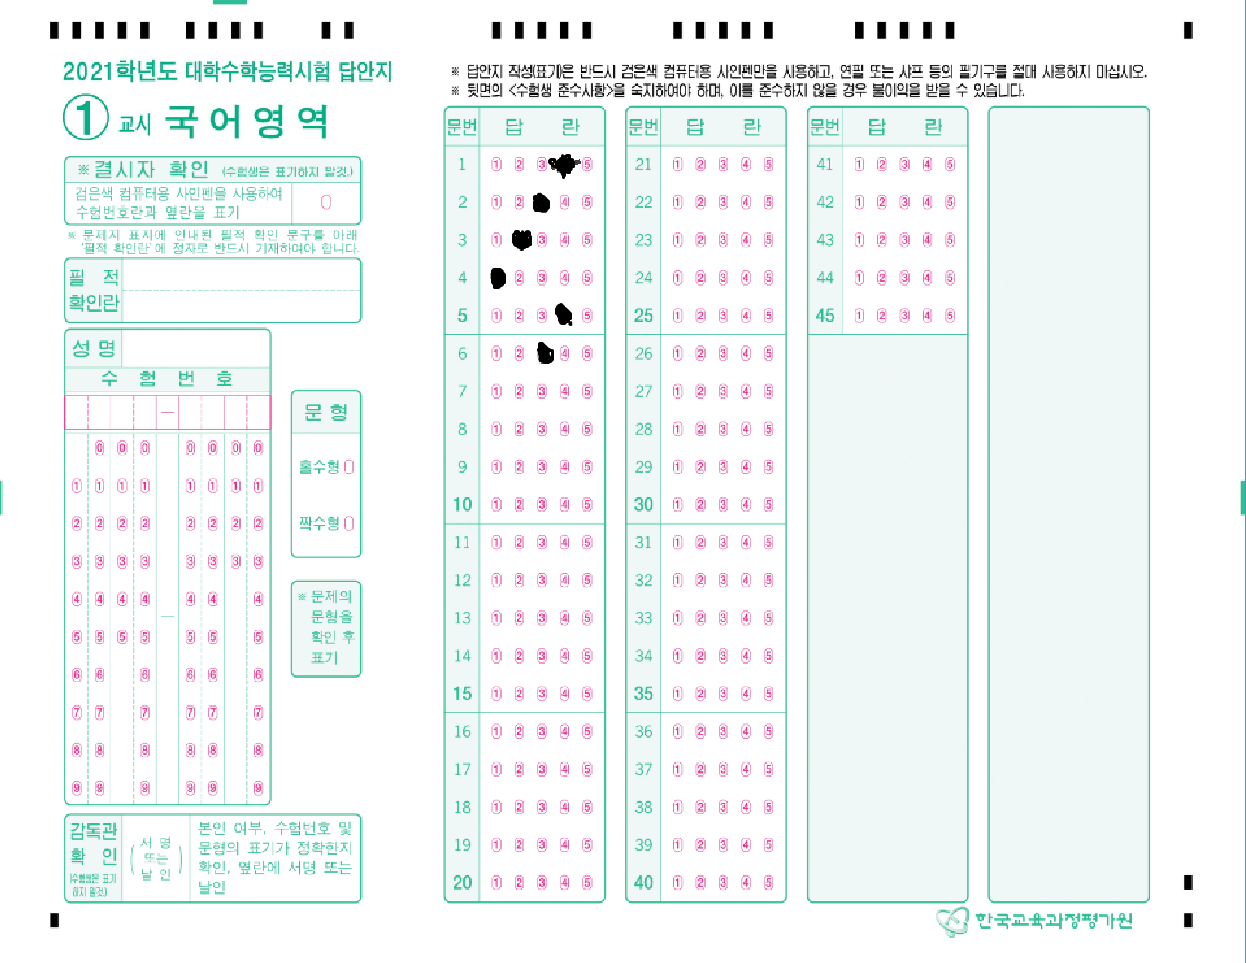 2021학년도 대학수학능력시험 답안지
① 교시 국어영역
※ 결시자 확인 (수험생은 표기하지 말것.)
검은색 컴퓨터용 사인펜을 사용하여
수험번호란과 옆란을 표기
※ 문제지 표지에 안내된 필적 확인 문구를 아래
'필적 확인란'에 정자로 반드시 기재하여야 합니다.
필 적
확인란
성 명
수 험 번 호
—
0 0 0 0 0 0 0
1 1 1 1 1 1 1 1
2 2 2 2 2 2 2 2
3 3 3 3 3 3 3 3
4 4 4 4 4 4 4
—
5 5 5 5 5 5 5
6 6 6 6 6 6
7 7 7 7 7 7
8 8 8 8 8 8
9 9 9 9 9 9
문 형
홀수형
짝수형
※ 문제의
문형을
확인 후
표기
감독관
확 인
(수험생은 표기
하지 말것)
(서 명
또는
날 인)
본인 여부, 수험번호 및
문형의 표기가 정확한지
확인, 옆란에 서명 또는
날인
※ 답안지 작성(표기)은 반드시 검은색 컴퓨터용 사인펜만을 사용하고, 연필 또는 샤프 등의 필기구를 절대 사용하지 마십시오.
※ 뒷면의 <수험생 준수사항>을 숙지하여야 하며, 이를 준수하지 않을 경우 불이익을 받을 수 있습니다.
문번 답 란
1 1 2 3 5
2 1 2 4 5
3 1 3 4 5
4 2 3 4 5
5 1 2 3 5
6 1 2 4 5
7 1 2 3 4 5
8 1 2 3 4 5
9 1 2 3 4 5
10 1 2 3 4 5
11 1 2 3 4 5
12 1 2 3 4 5
13 1 2 3 4 5
14 1 2 3 4 5
15 1 2 3 4 5
16 1 2 3 4 5
17 1 2 3 4 5
18 1 2 3 4 5
19 1 2 3 4 5
20 1 2 3 4 5
문번 답 란
21 1 2 3 4 5
22 1 2 3 4 5
23 1 2 3 4 5
24 1 2 3 4 5
25 1 2 3 4 5
26 1 2 3 4 5
27 1 2 3 4 5
28 1 2 3 4 5
29 1 2 3 4 5
30 1 2 3 4 5
31 1 2 3 4 5
32 1 2 3 4 5
33 1 2 3 4 5
34 1 2 3 4 5
35 1 2 3 4 5
36 1 2 3 4 5
37 1 2 3 4 5
38 1 2 3 4 5
39 1 2 3 4 5
40 1 2 3 4 5
문번 답 란
41 1 2 3 4 5
42 1 2 3 4 5
43 1 2 3 4 5
44 1 2 3 4 5
45 1 2 3 4 5
한국교육과정평가원